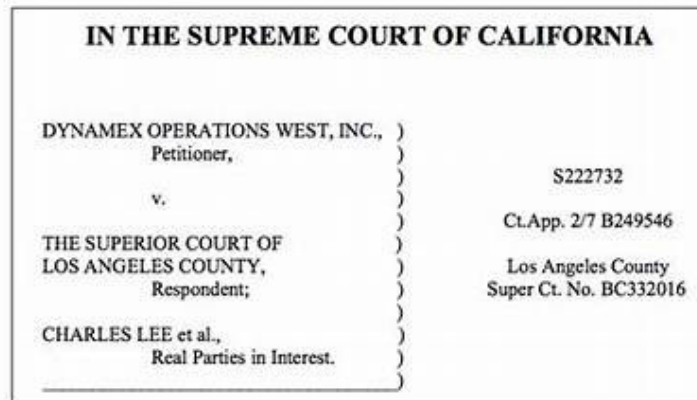 IN THE SUPREME COURT OF CALIFORNIA
DYNAMEX OPERATIONS WEST, INC., )
Petitioner, )
)
v. )
)
THE SUPERIOR COURT OF )
LOS ANGELES COUNTY, )
Respondent; )
)
CHARLES LEE et al., )
Real Parties in Interest. )
)
S222732
Ct.App. 2/7 B249546
Los Angeles County
Super Ct. No. BC332016